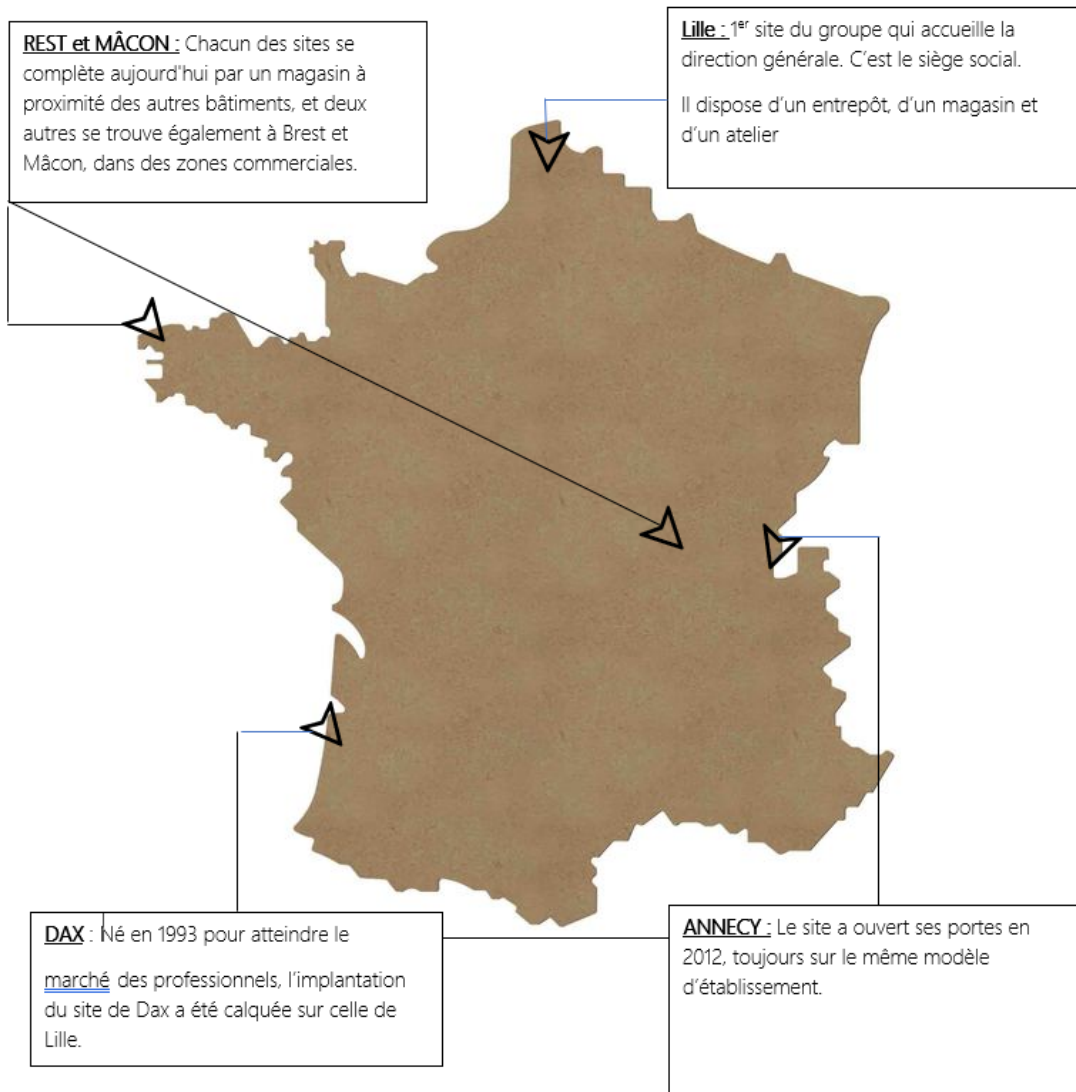 REST et MÂCON : Chacun des sites se
complète aujourd'hui par un magasin à
proximité des autres bâtiments, et deux
autres se trouve également à Brest et
Mâcon, dans des zones commerciales.
Lille : 1er site du groupe qui accueille la
direction générale. C’est le siège social.
Il dispose d’un entrepôt, d’un magasin et
d’un atelier
DAX : Né en 1993 pour atteindre le
marché des professionnels, l’implantation
du site de Dax a été calquée sur celle de
Lille.
ANNECY : Le site a ouvert ses portes en
2012, toujours sur le même modèle
d’établissement.